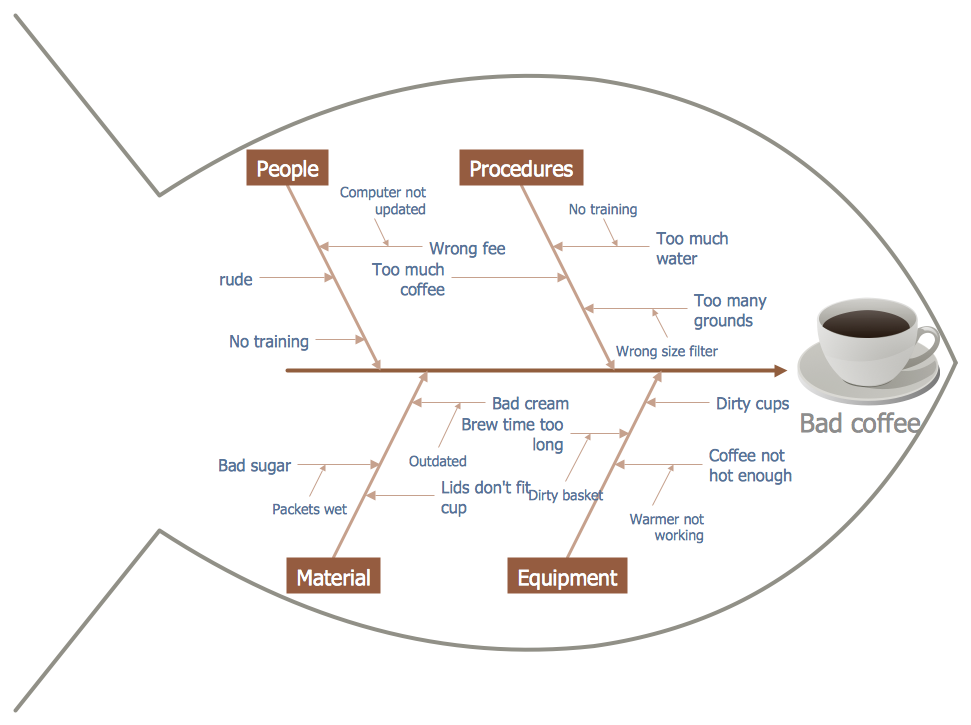 People
Procedures
Computer not
updated
No training
Wrong fee
Too much
water
rude
Too much
coffee
Too many
grounds
No training
Wrong size filter
Bad coffee
Bad cream
Dirty cups
Brew time too
long
Bad sugar
Outdated
Coffee not
hot enough
Packets wet
Lids don't fit
cup
Dirty basket
Warmer not
working
Material
Equipment